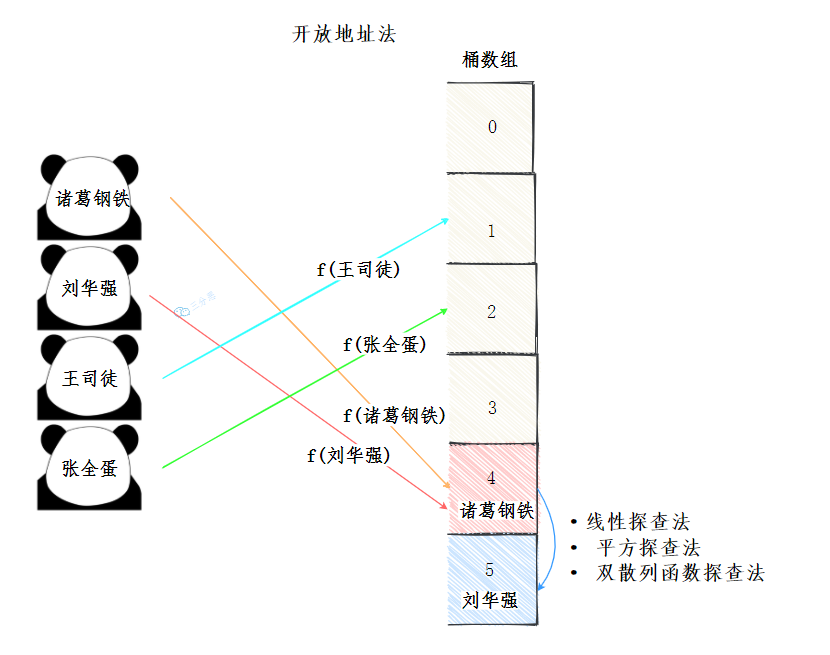 开放地址法
桶数组
0
诸葛钢铁
1
f(王司徒)
刘华强
三分恶
2
f(张全蛋)
王司徒
3
f(诸葛钢铁)
张全蛋
f(刘华强)
4
诸葛钢铁
• 线性探查法
• 平方探查法
• 双散列函数探查法
5
刘华强